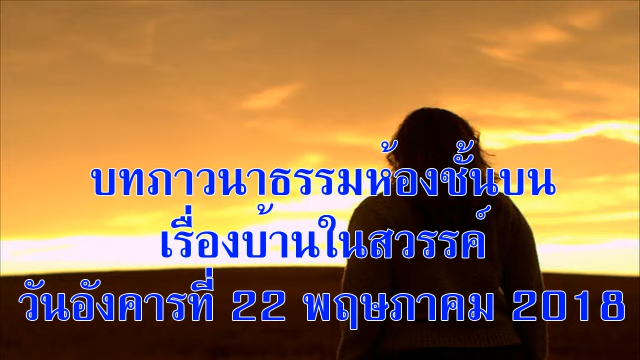 บทภาวนาธรรมห้องชั้นบน
เรื่องบ้านในสวรรค์
วันอังคารที่ 22 พฤษภาคม 2018